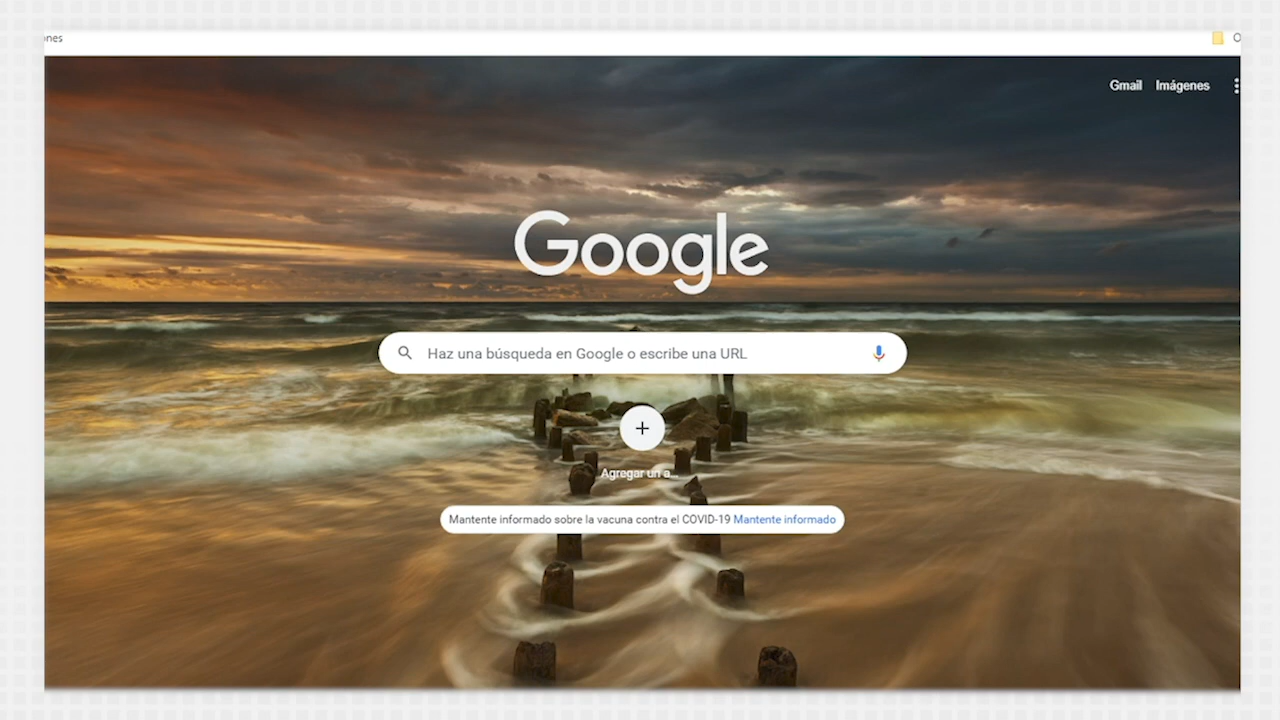 Gmail Imágenes
Google
Haz una búsqueda en Google o escribe una URL
Agregar un a...
Mantente informado sobre la vacuna contra el COVID-19 Mantente informado